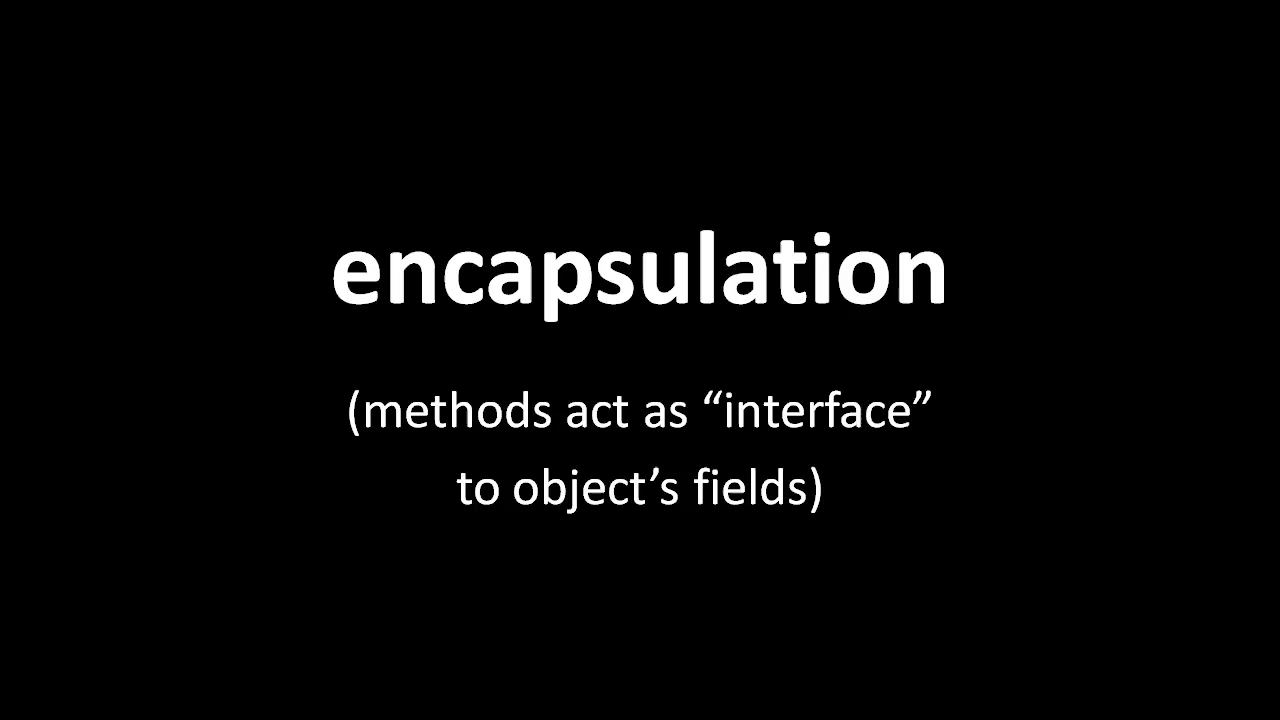 encapsulation
(methods act as “interface”
to object’s fields)